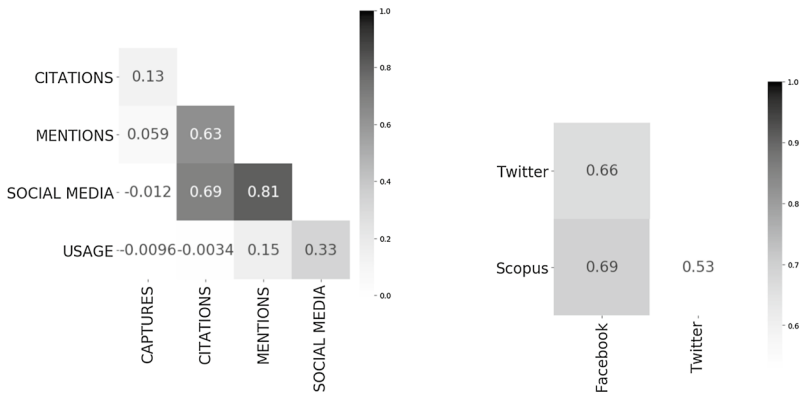 1.0
0.8
0.6
0.4
0.2
0.0
CITATIONS 0.13
MENTIONS 0.059 0.63
SOCIAL MEDIA -0.012 0.69 0.81
USAGE -0.0096 -0.0034 0.15 0.33
CAPTURES
CITATIONS
MENTIONS
SOCIAL MEDIA
1.0
0.9
0.8
0.7
0.6
Twitter 0.66
Scopus 0.69 0.53
Facebook
Twitter